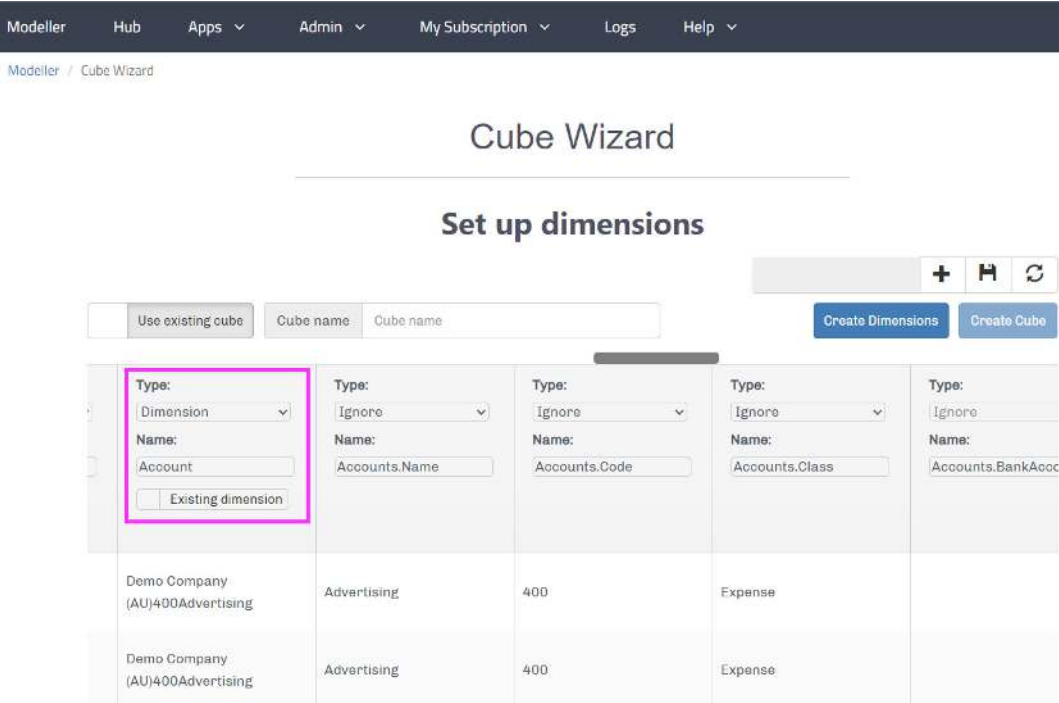 Modeller Hub Apps Admin My Subscription Logs Help
Modeller / Cube Wizard
Cube Wizard
Set up dimensions
Use existing cube Cube name Cube name Create Dimensions Create Cube
Type: Type: Type: Type: Type:
Dimension Ignore Ignore Ignore Ignore
Name: Name: Name: Name: Name:
Account Accounts.Name Accounts.Code Accounts.Class Accounts.BankAcco
Existing dimension
Demo Company
(AU)400Advertising Advertising 400 Expense
Demo Company
(AU)400Advertising Advertising 400 Expense